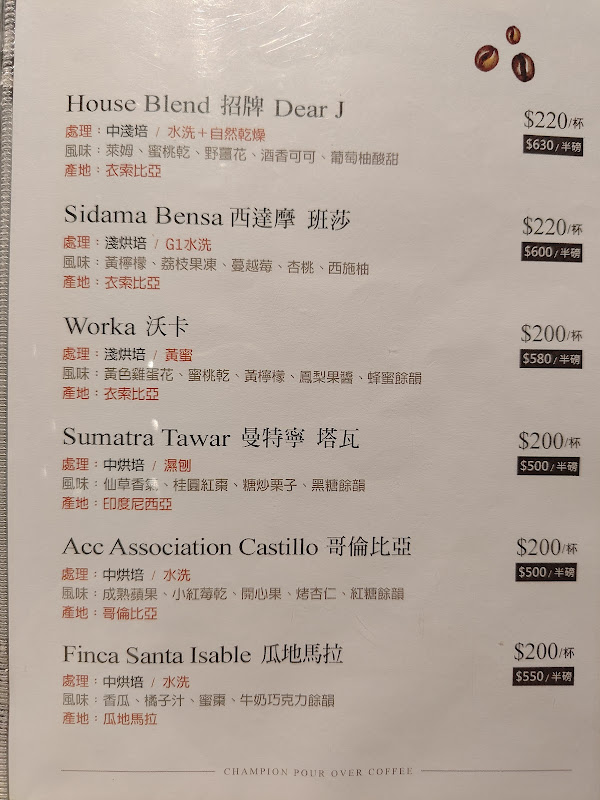 House Blend 招牌 Dear J
$220/杯
處理：中淺培 / 水洗＋自然乾燥
$630/半磅
風味：萊姆、蜜桃乾、野薑花、酒香可可、葡萄柚酸甜
產地：衣索比亞
Sidama Bensa 西達摩 班莎
$220/杯
處理：淺烘培 / G1水洗
$600/半磅
風味：黃檸檬、荔枝果凍、蔓越莓、杏桃、西施柚
產地：衣索比亞
Worka 沃卡
$200/杯
處理：淺烘培 / 黃蜜
$580/半磅
風味：黃色雞蛋花、蜜桃乾、黃檸檬、鳳梨果醬、蜂蜜餘韻
產地：衣索比亞
Sumatra Tawar 曼特寧 塔瓦
$200/杯
處理：中烘培 / 濕刨
$500/半磅
風味：仙草香氣、桂圓紅棗、糖炒栗子、黑糖餘韻
產地：印度尼西亞
Acc Association Castillo 哥倫比亞
$200/杯
處理：中烘培 / 水洗
$500/半磅
風味：成熟蘋果、小紅莓乾、開心果、烤杏仁、紅糖餘韻
產地：哥倫比亞
Finca Santa Isable 瓜地馬拉
$200/杯
處理：中烘培 / 水洗
$550/半磅
風味：香瓜、橘子汁、蜜棗、牛奶巧克力餘韻
產地：瓜地馬拉
CHAMPION POUR OVER COFFEE